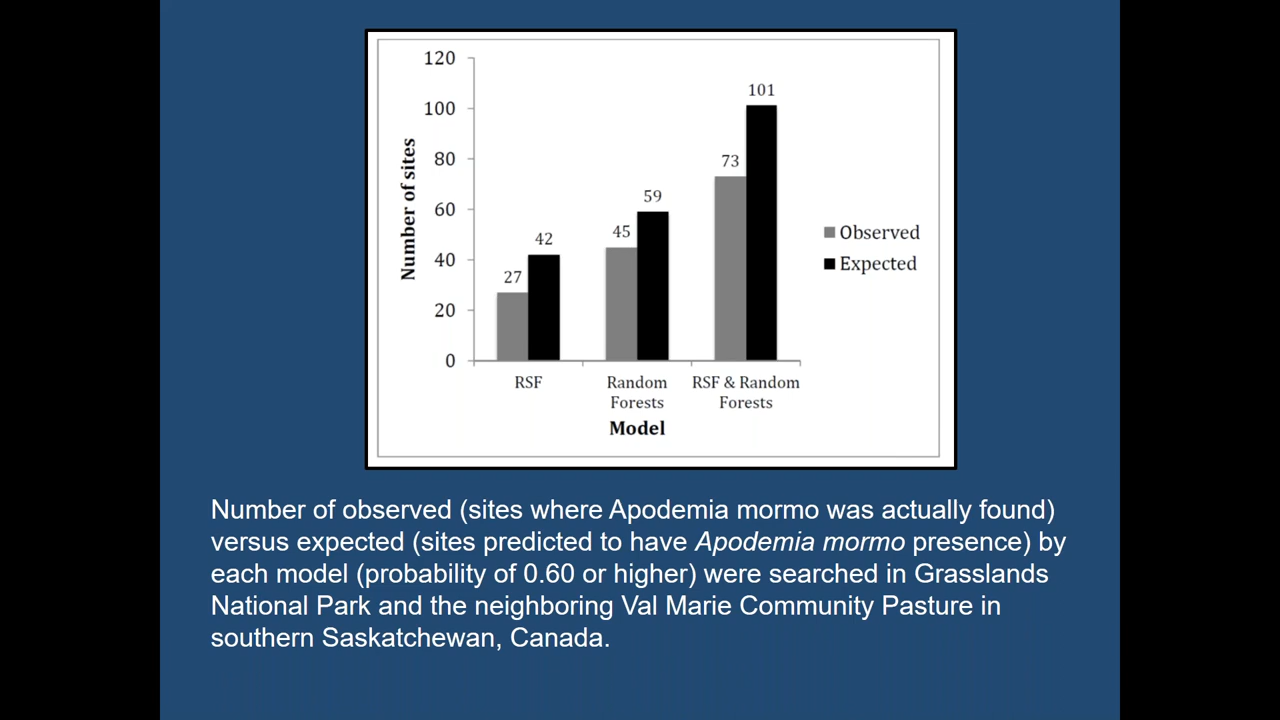 120
100
80
60
40
20
0
Number of sites
27
42
45
59
73
101
Observed
Expected
RSF
Random
Forests
RSF & Random
Forests
Model
Number of observed (sites where Apodemia mormo was actually found)
versus expected (sites predicted to have Apodemia mormo presence) by
each model (probability of 0.60 or higher) were searched in Grasslands
National Park and the neighboring Val Marie Community Pasture in
southern Saskatchewan, Canada.